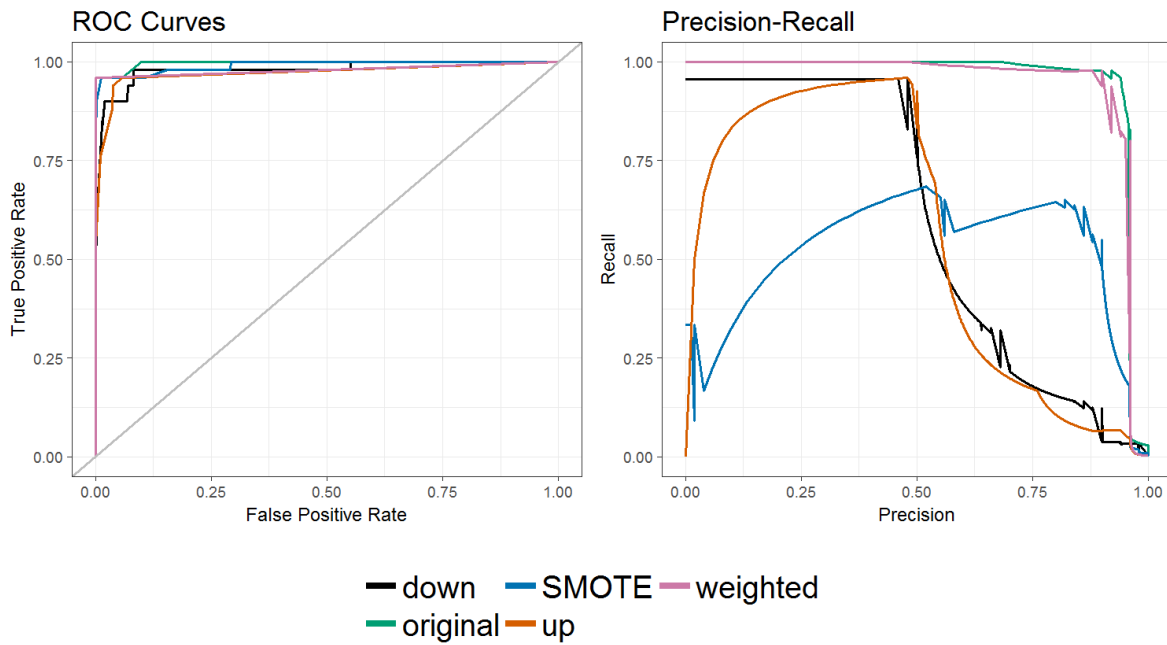 ROC Curves
Precision-Recall
1.00
0.75
0.50
0.25
0.00
True Positive Rate
0.00 0.25 0.50 0.75 1.00
False Positive Rate
1.00
0.75
0.50
0.25
0.00
Recall
0.00 0.25 0.50 0.75 1.00
Precision
down SMOTE weighted
original up